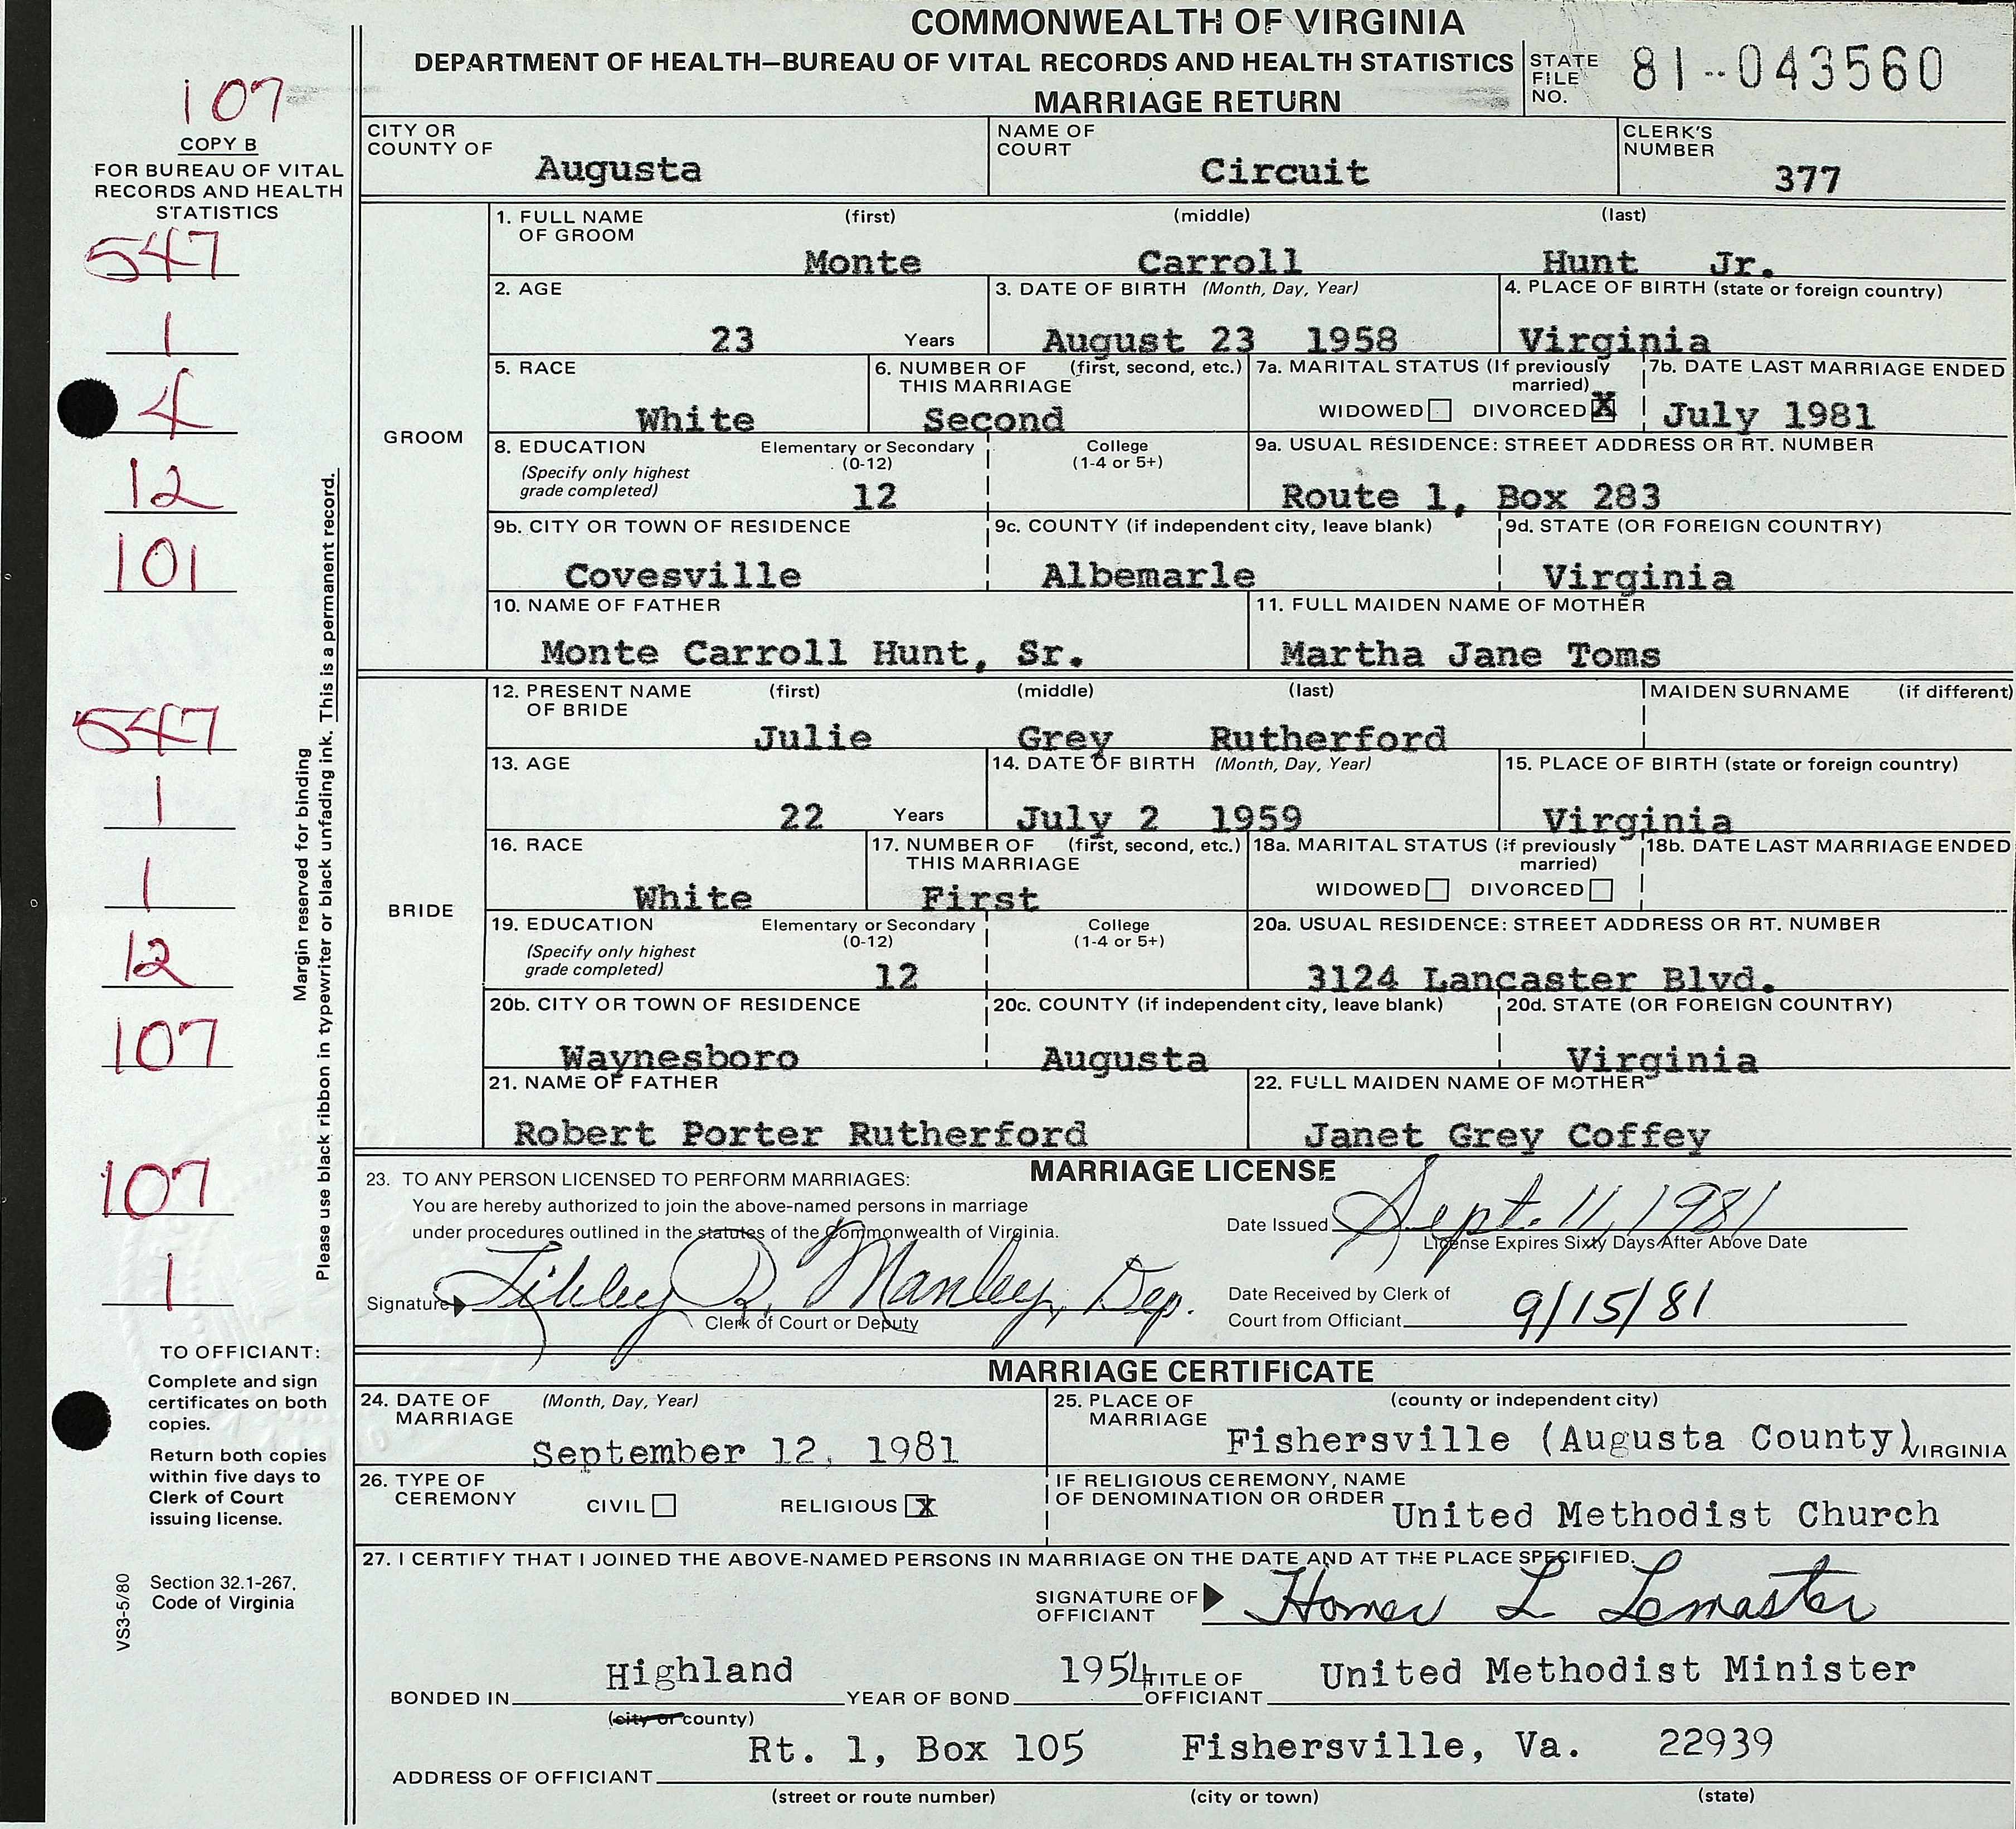 COMMONWEALTH OF VIRGINIA
DEPARTMENT OF HEALTH—BUREAU OF VITAL RECORDS AND HEALTH STATISTICS
MARRIAGE RETURN
STATE FILE NO. 81--043560
107
COPY B
FOR BUREAU OF VITAL
RECORDS AND HEALTH
STATISTICS
547
1
4
12
101
547
1
1
12
107
107
1
Margin reserved for binding
Please use black ribbon in typewriter or black unfading ink. This is a permanent record.
TO OFFICIANT:
Complete and sign
certificates on both
copies.
Return both copies
within five days to
Clerk of Court
issuing license.
VS3-5/80
Section 32.1-267,
Code of Virginia
CITY OR COUNTY OF Augusta
NAME OF COURT Circuit
CLERK'S NUMBER 377
GROOM
1. FULL NAME OF GROOM (first) (middle) (last)
Monte Carroll Hunt Jr.
2. AGE 23 Years
3. DATE OF BIRTH (Month, Day, Year) August 23 1958
4. PLACE OF BIRTH (state or foreign country) Virginia
5. RACE White
6. NUMBER OF THIS MARRIAGE (first, second, etc.) Second
7a. MARITAL STATUS (If previously married) WIDOWED DIVORCED X
7b. DATE LAST MARRIAGE ENDED July 1981
8. EDUCATION (Specify only highest grade completed) Elementary or Secondary (0-12) 12 College (1-4 or 5+)
9a. USUAL RESIDENCE: STREET ADDRESS OR RT. NUMBER Route 1, Box 283
9b. CITY OR TOWN OF RESIDENCE Covesville
9c. COUNTY (if independent city, leave blank) Albemarle
9d. STATE (OR FOREIGN COUNTRY) Virginia
10. NAME OF FATHER Monte Carroll Hunt, Sr.
11. FULL MAIDEN NAME OF MOTHER Martha Jane Toms
BRIDE
12. PRESENT NAME OF BRIDE (first) (middle) (last) MAIDEN SURNAME (if different)
Julie Grey Rutherford
13. AGE 22 Years
14. DATE OF BIRTH (Month, Day, Year) July 2 1959
15. PLACE OF BIRTH (state or foreign country) Virginia
16. RACE White
17. NUMBER OF THIS MARRIAGE (first, second, etc.) First
18a. MARITAL STATUS (if previously married) WIDOWED DIVORCED
18b. DATE LAST MARRIAGE ENDED
19. EDUCATION (Specify only highest grade completed) Elementary or Secondary (0-12) 12 College (1-4 or 5+)
20a. USUAL RESIDENCE: STREET ADDRESS OR RT. NUMBER 3124 Lancaster Blvd.
20b. CITY OR TOWN OF RESIDENCE Waynesboro
20c. COUNTY (if independent city, leave blank) Augusta
20d. STATE (OR FOREIGN COUNTRY) Virginia
21. NAME OF FATHER Robert Porter Rutherford
22. FULL MAIDEN NAME OF MOTHER Janet Grey Coffey
MARRIAGE LICENSE
23. TO ANY PERSON LICENSED TO PERFORM MARRIAGES:
You are hereby authorized to join the above-named persons in marriage
under procedures outlined in the statutes of the Commonwealth of Virginia.
Date Issued Sept. 11, 1981
License Expires Sixty Days After Above Date
Signature Libby R. Manley, Dep.
Clerk of Court or Deputy
Date Received by Clerk of
Court from Officiant 9/15/81
MARRIAGE CERTIFICATE
24. DATE OF MARRIAGE (Month, Day, Year) September 12, 1981
25. PLACE OF MARRIAGE (county or independent city) Fishersville (Augusta County) VIRGINIA
26. TYPE OF CEREMONY CIVIL RELIGIOUS X
IF RELIGIOUS CEREMONY, NAME OF DENOMINATION OR ORDER United Methodist Church
27. I CERTIFY THAT I JOINED THE ABOVE-NAMED PERSONS IN MARRIAGE ON THE DATE AND AT THE PLACE SPECIFIED.
SIGNATURE OF OFFICIANT Homer L Lemaster
BONDED IN Highland YEAR OF BOND 1954 TITLE OF OFFICIANT United Methodist Minister
(city or county)
ADDRESS OF OFFICIANT Rt. 1, Box 105 Fishersville, Va. 22939
(street or route number) (city or town) (state)